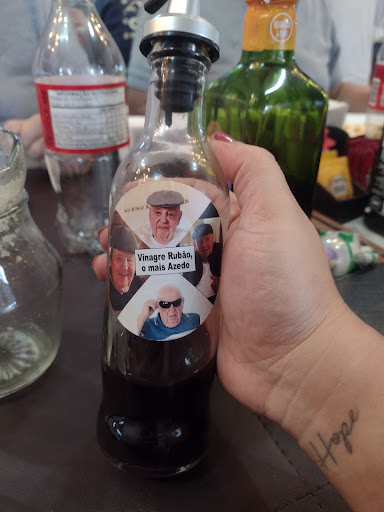 Vinagre Rubão,
o mais Azedo
Hope